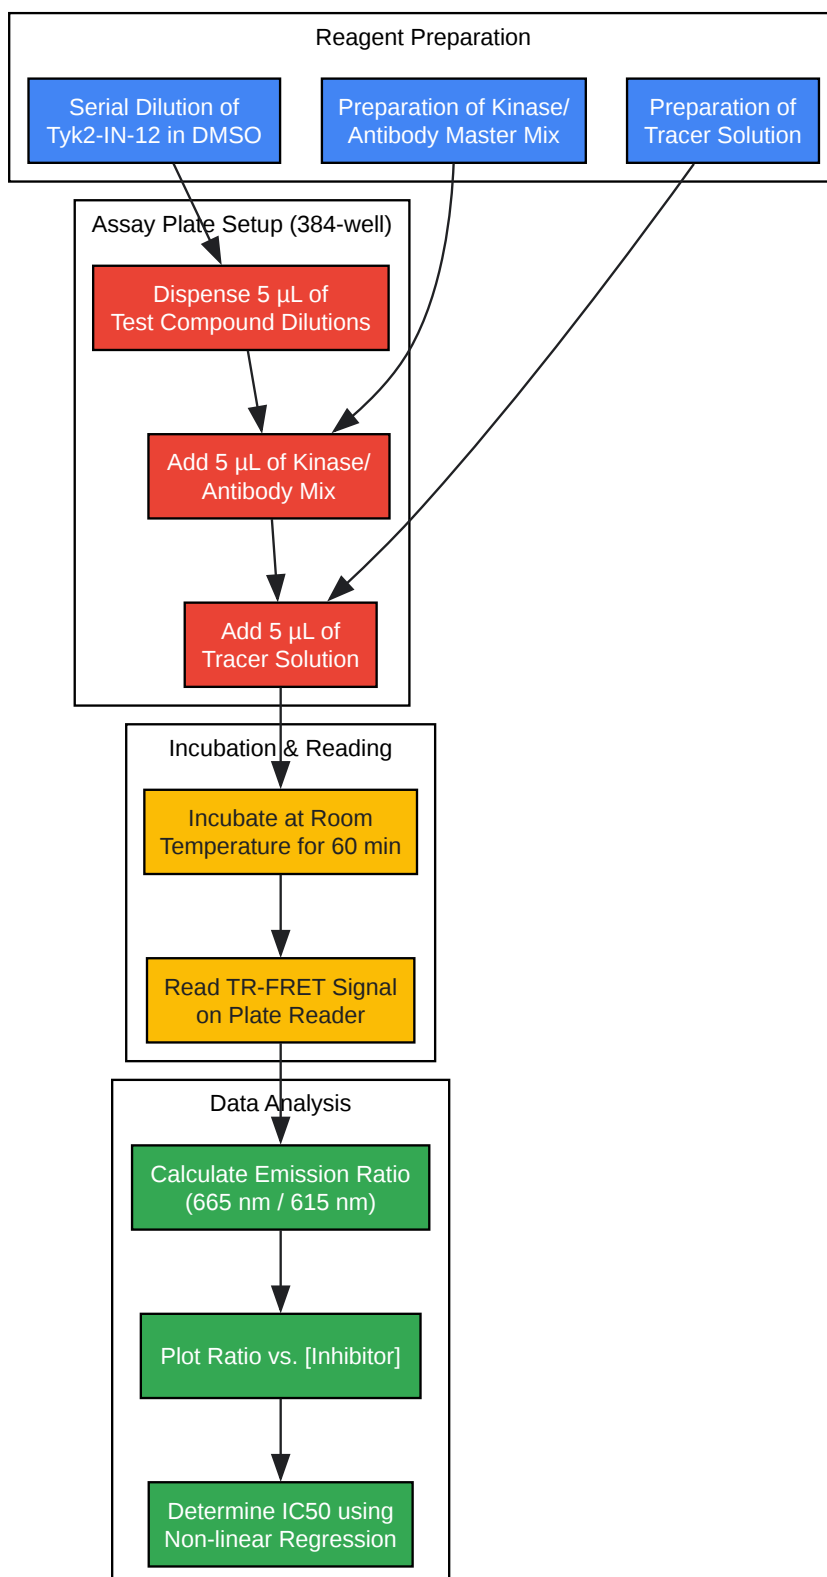 Reagent Preparation
Serial Dilution of
Tyk2-IN-12 in DMSO
Preparation of Kinase/
Antibody Master Mix
Preparation of
Tracer Solution
Assay Plate Setup (384-well)
Dispense 5 µL of
Test Compound Dilutions
Add 5 µL of Kinase/
Antibody Mix
Add 5 µL of
Tracer Solution
Incubation & Reading
Incubate at Room
Temperature for 60 min
Read TR-FRET Signal
on Plate Reader
Data Analysis
Calculate Emission Ratio
(665 nm / 615 nm)
Plot Ratio vs. [Inhibitor]
Determine IC50 using
Non-linear Regression